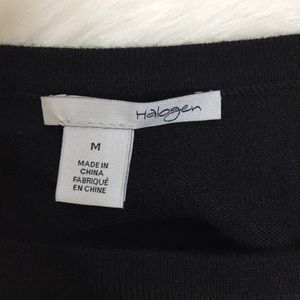 Halogen
M
MADE IN
CHINA
FABRIQUÉ
EN CHINE